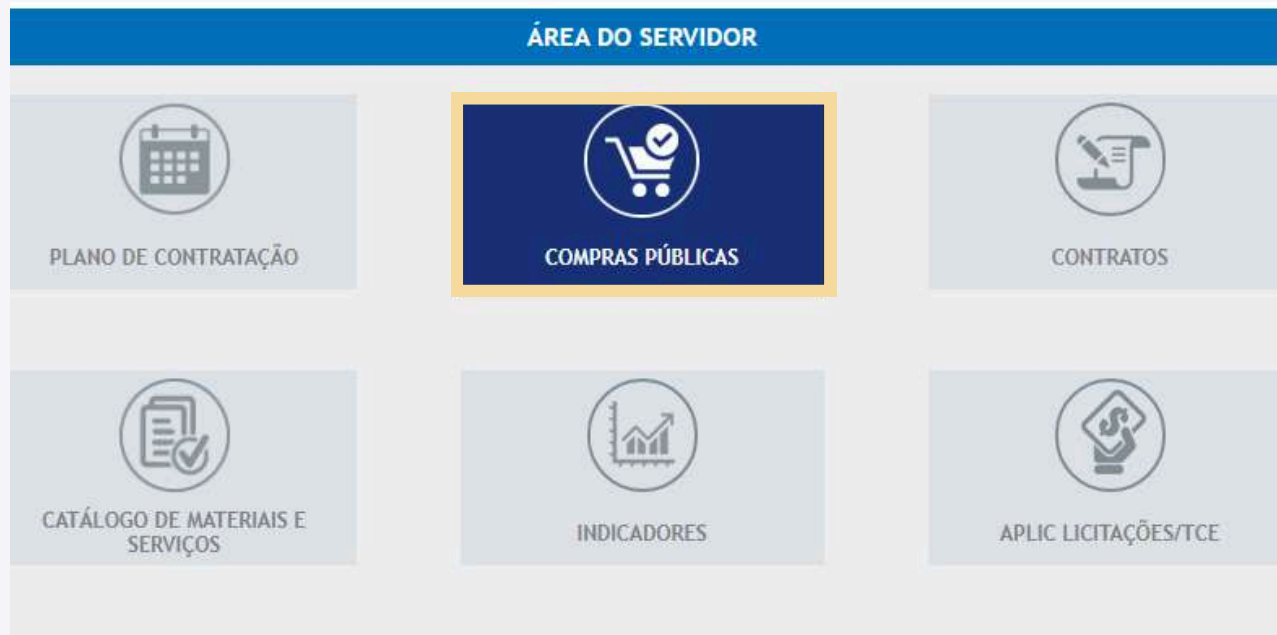 ÁREA DO SERVIDOR
PLANO DE CONTRATAÇÃO
COMPRAS PÚBLICAS
CONTRATOS
CATÁLOGO DE MATERIAIS E
SERVIÇOS
INDICADORES
APLIC LICITAÇÕES/TCE